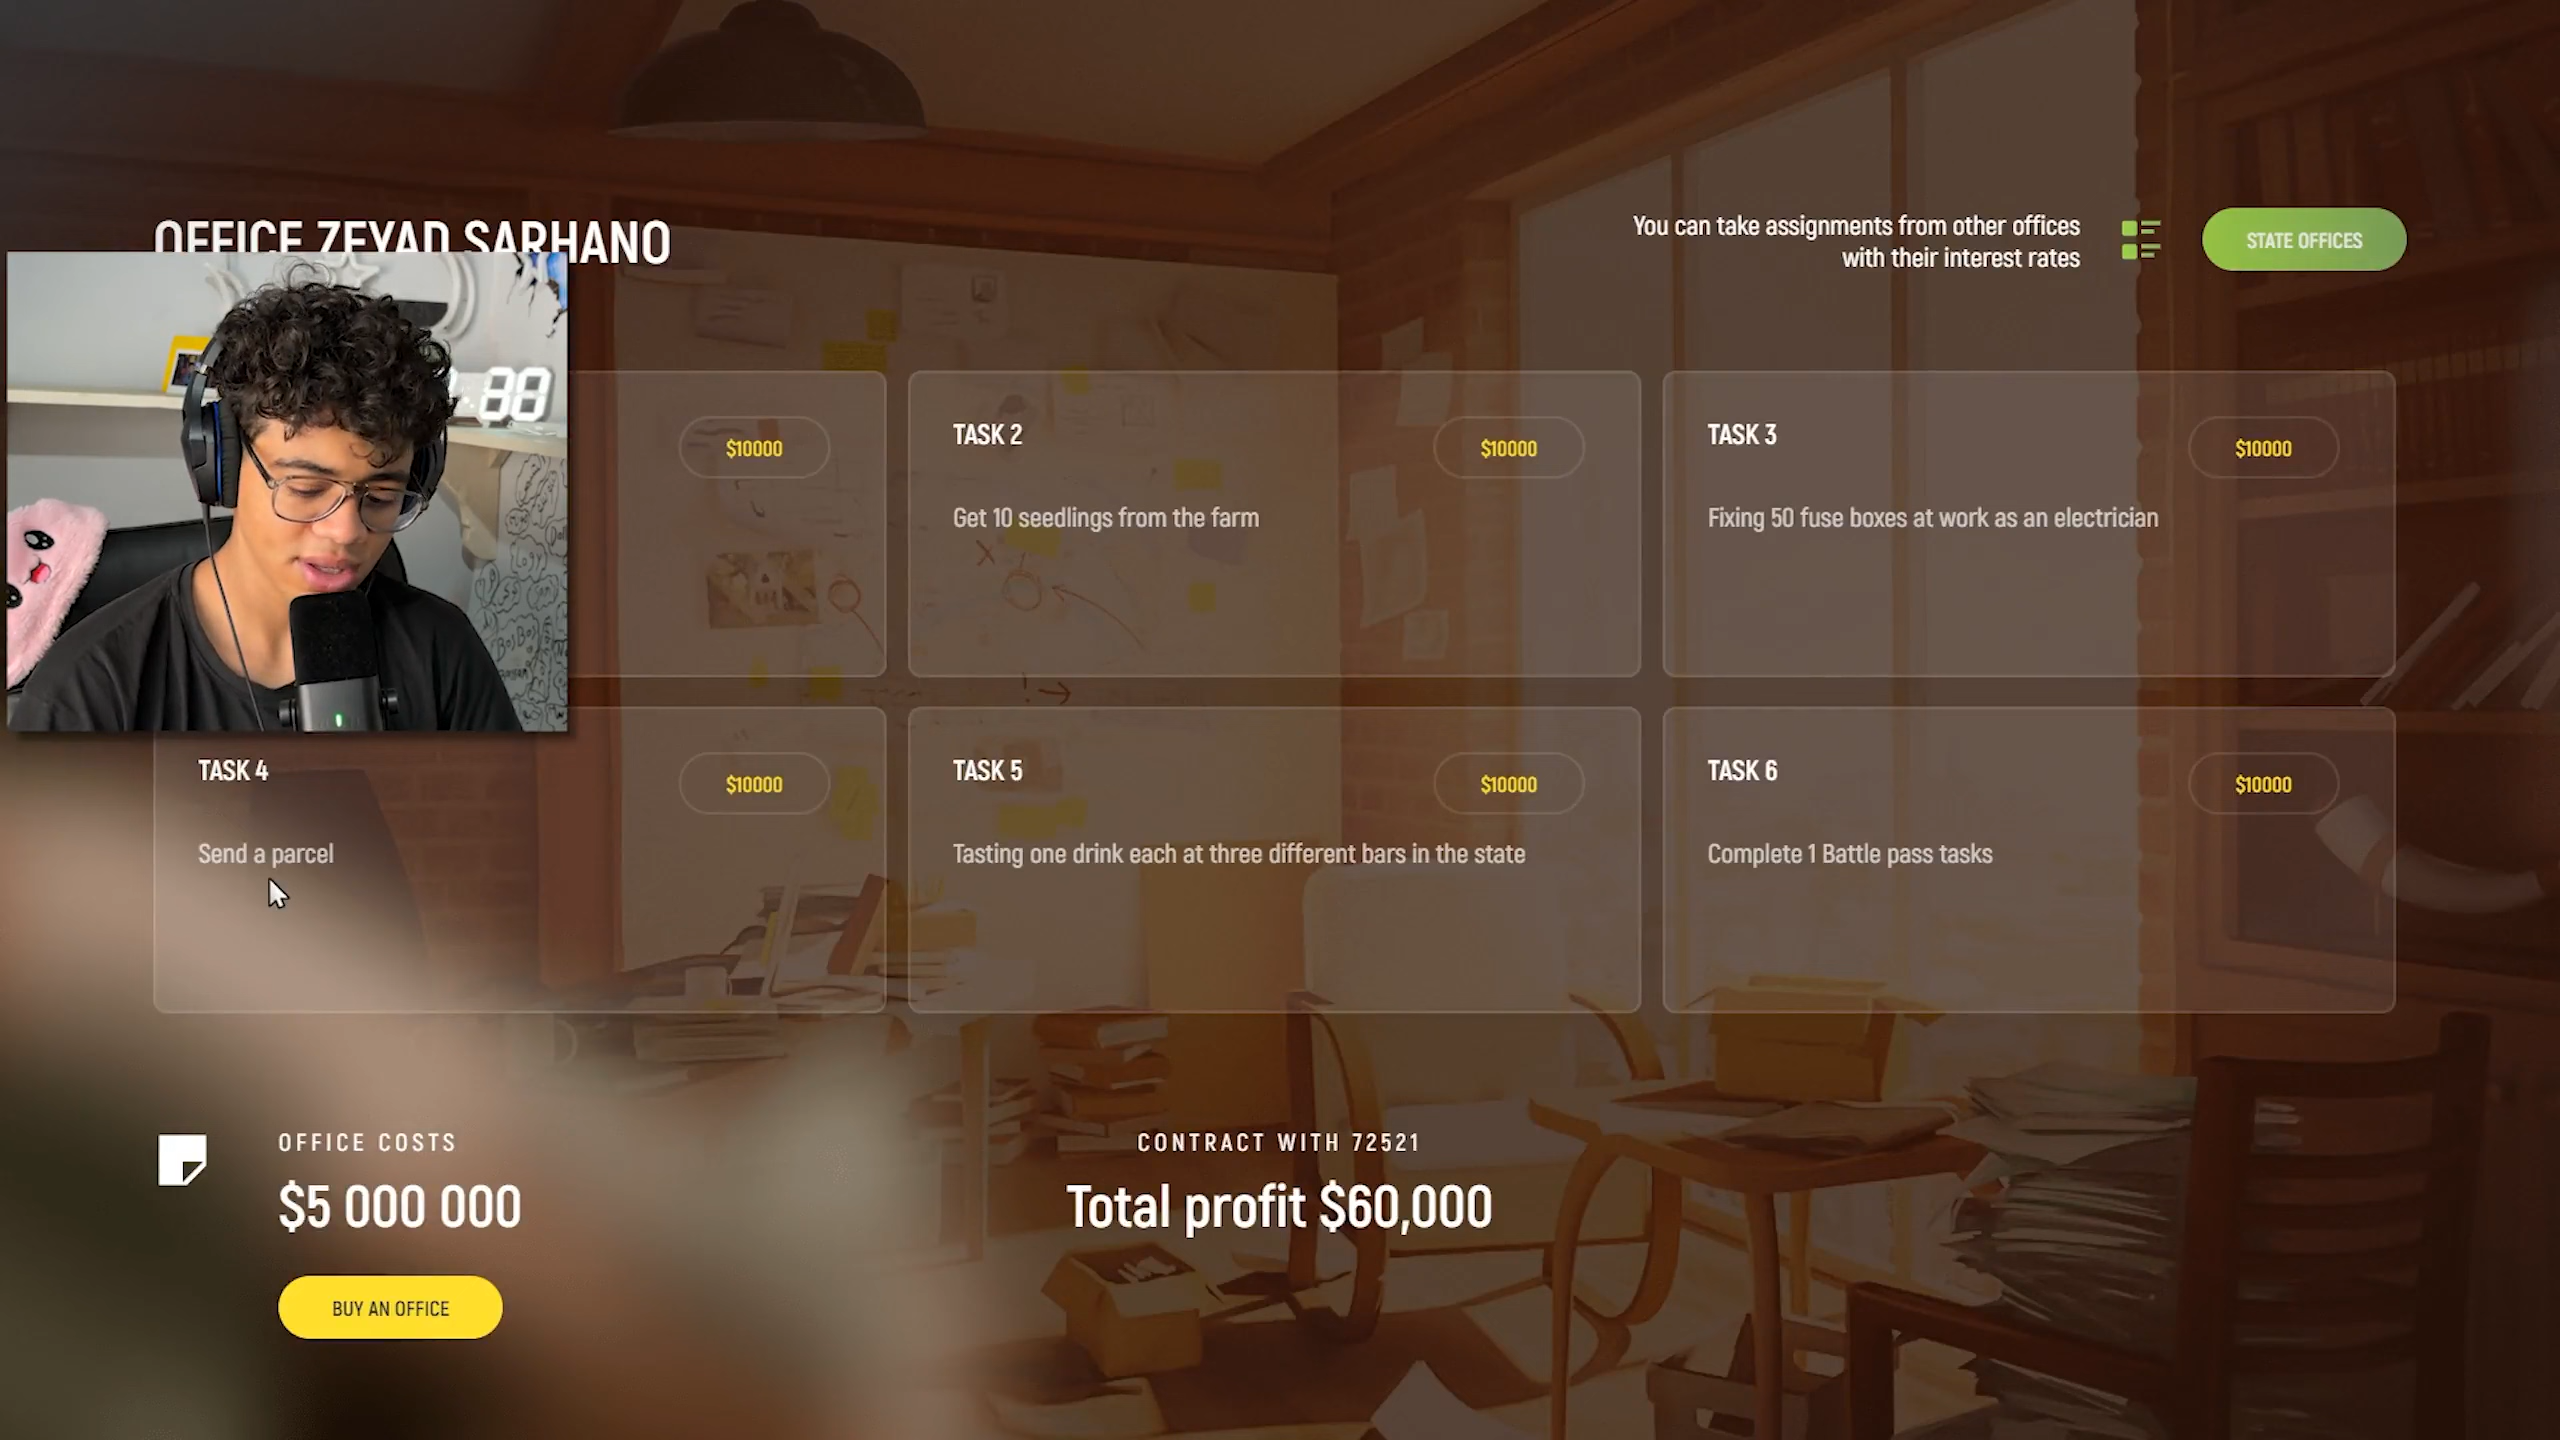 OFFICE ZEYAD SARHANO
You can take assignments from other offices
with their interest rates
STATE OFFICES
$10000
TASK 2
$10000
Get 10 seedlings from the farm
TASK 3
$10000
Fixing 50 fuse boxes at work as an electrician
TASK 4
$10000
Send a parcel
TASK 5
$10000
Tasting one drink each at three different bars in the state
TASK 6
$10000
Complete 1 Battle pass tasks
OFFICE COSTS
$5 000 000
BUY AN OFFICE
CONTRACT WITH 72521
Total profit $60,000